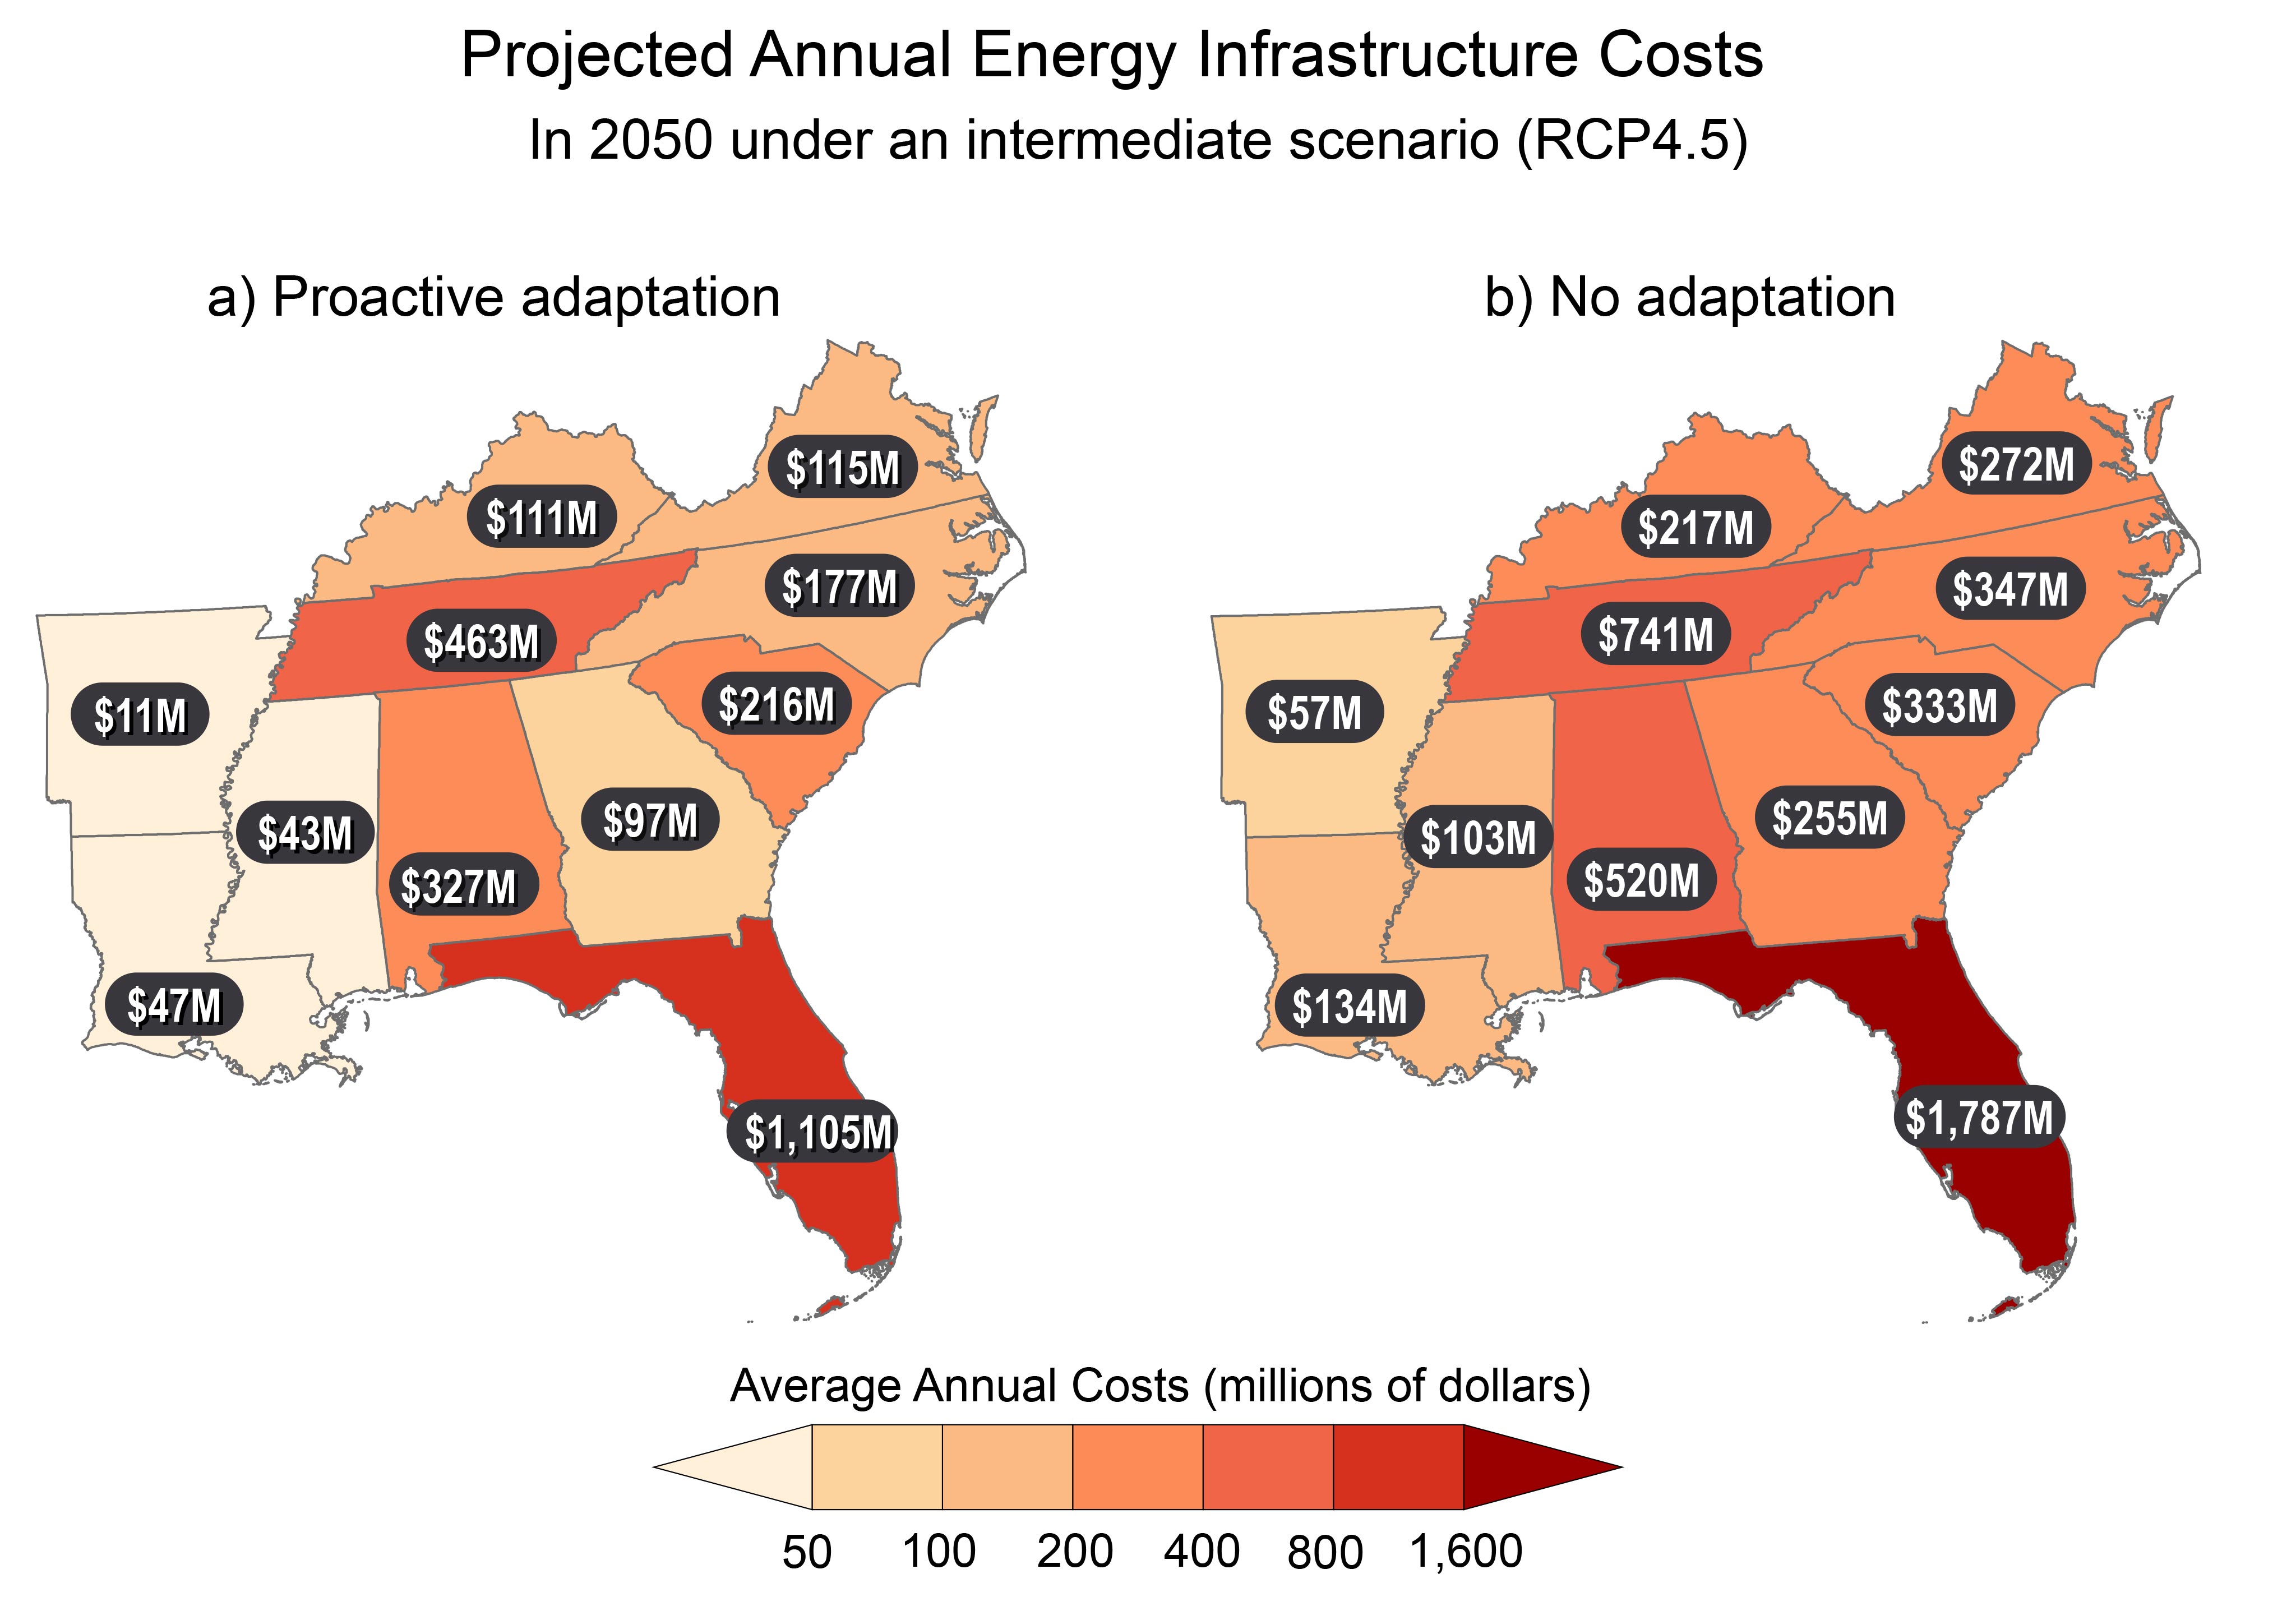 Projected Annual Energy Infrastructure Costs
In 2050 under an intermediate scenario (RCP4.5)
a) Proactive adaptation
$115M
$111M
$177M
$463M
$216M
$11M
$97M
$43M
$327M
$47M
$1,105M
b) No adaptation
$272M
$217M
$347M
$741M
$333M
$57M
$255M
$103M
$520M
$134M
$1,787M
Average Annual Costs (millions of dollars)
50 100 200 400 800 1,600